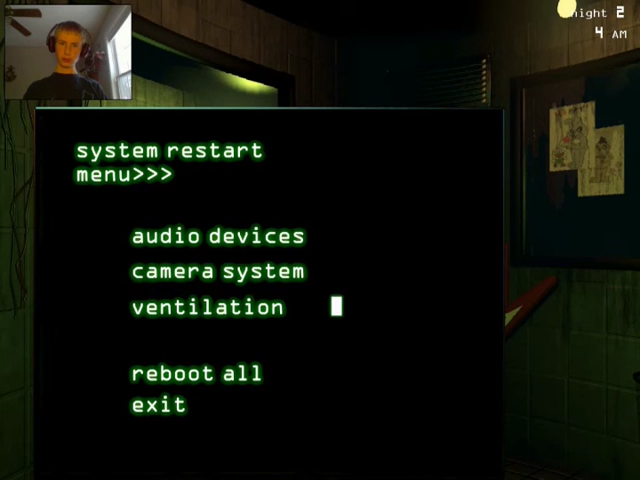 night 2
4 AM
system restart
menu>>>
audio devices
camera system
ventilation
reboot all
exit